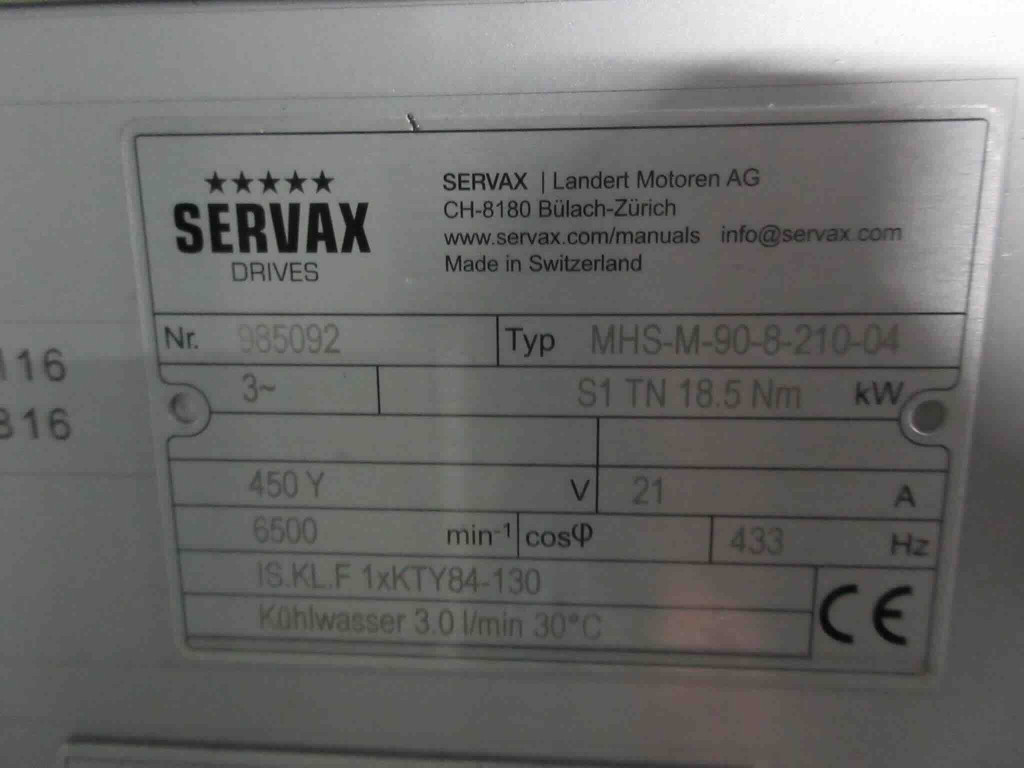 ★★★★★
SERVAX
DRIVES
SERVAX | Landert Motoren AG
CH-8180 Bülach-Zürich
www.servax.com/manuals info@servax.com
Made in Switzerland
Nr. 985092 Typ MHS-M-90-8-210-04
3~ S1 TN 18.5 Nm kW
450 Y V 21 A
6500 min-1 cosφ 433 Hz
IS.KL.F 1xKTY84-130
Kühlwasser 3.0 l/min 30°C
CE
116
816